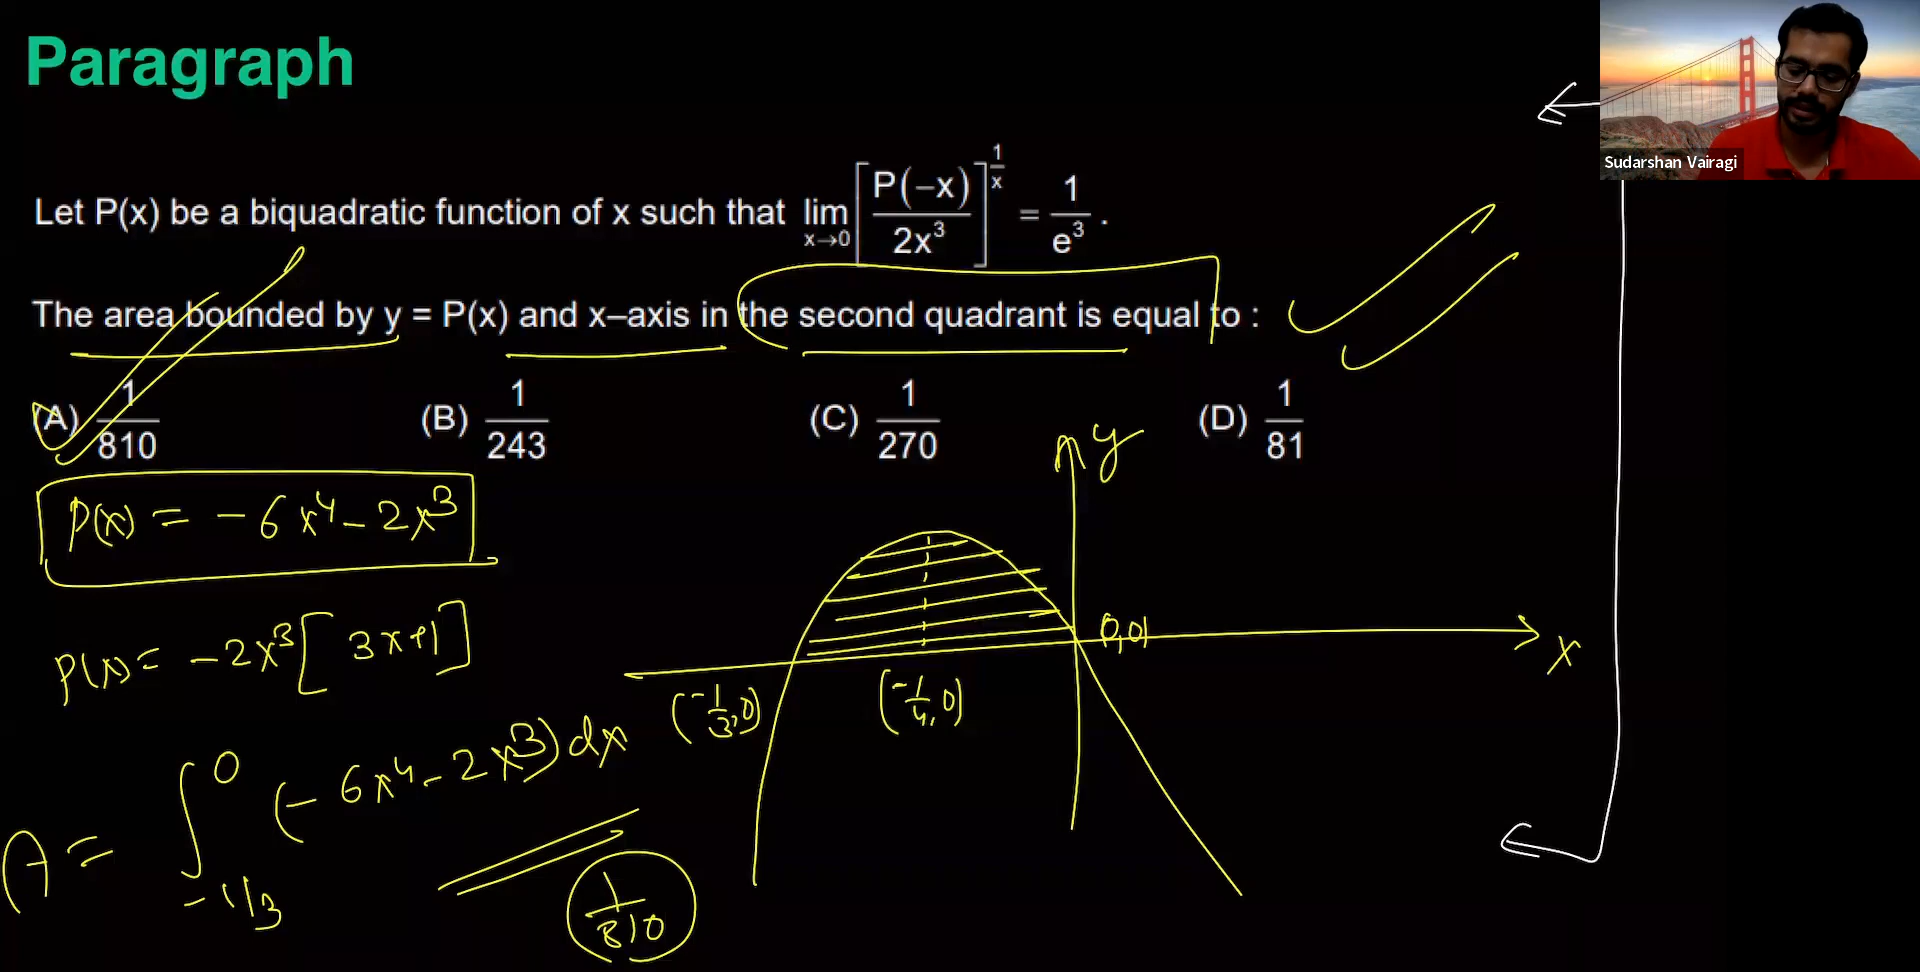 Paragraph
Sudarshan Vairagi
Let P(x) be a biquadratic function of x such that lim x→0 [P(−x)/2x³]^(1/x) = 1/e³ .
The area bounded by y = P(x) and x–axis in the second quadrant is equal to :
(A) 1/810 (B) 1/243 (C) 1/270 (D) 1/81
P(x) = -6x⁴-2x³
P(x) = -2x³[3x+1]
A = ∫_{-1/3}^{0} (-6x⁴-2x³)dx
1/810
y
x
(0,0)
(-1/3,0)
(-1/4,0)